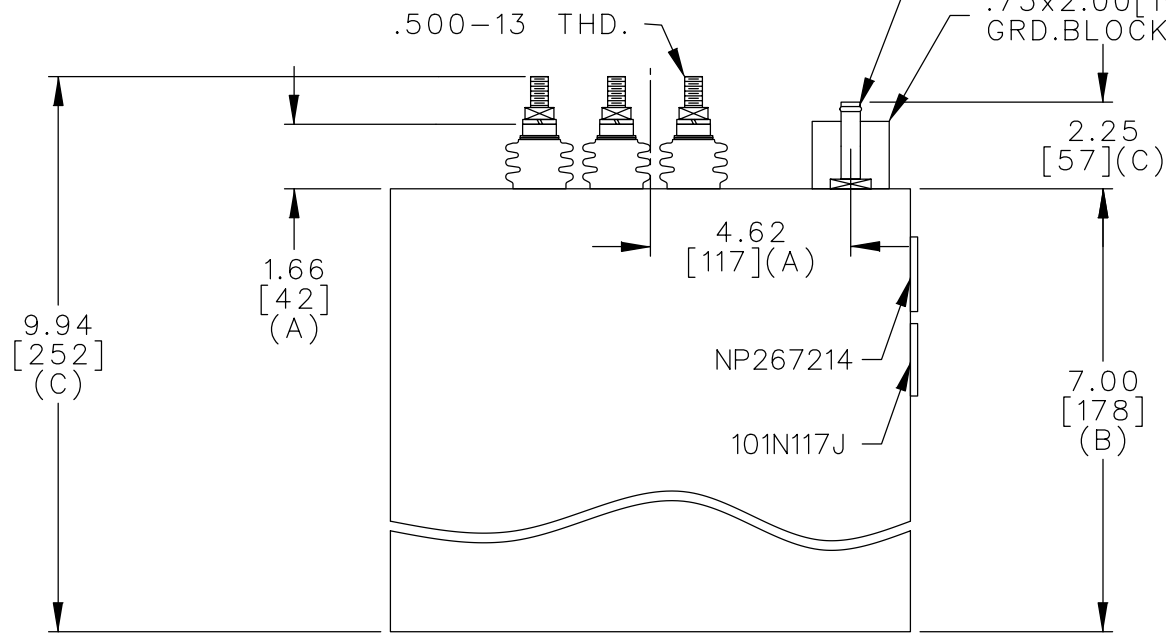 .500-13 THD.
GRD.BLOCK
2.25
[57](C)
4.62
[117](A)
1.66
[42]
(A)
9.94
[252]
(C)
NP267214
7.00
[178]
(B)
101N117J